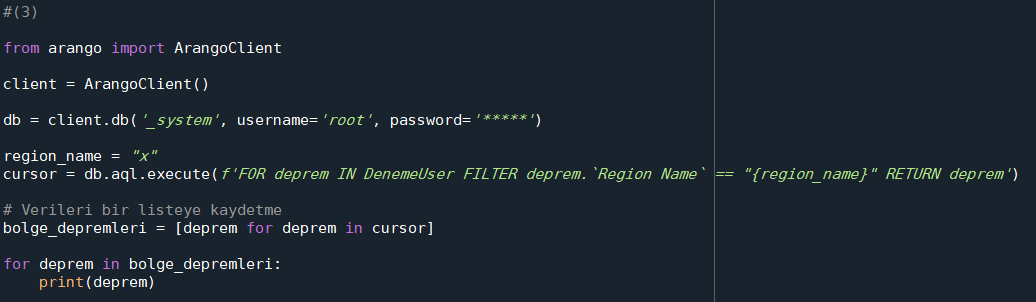 #(3)
from arango import ArangoClient
client = ArangoClient()
db = client.db('_system', username='root', password='*****')
region_name = "x"
cursor = db.aql.execute(f'FOR deprem IN DenemeUser FILTER deprem.`Region Name` == "{region_name}" RETURN deprem')
# Verileri bir listeye kaydetme
bolge_depremleri = [deprem for deprem in cursor]
for deprem in bolge_depremleri:
    print(deprem)